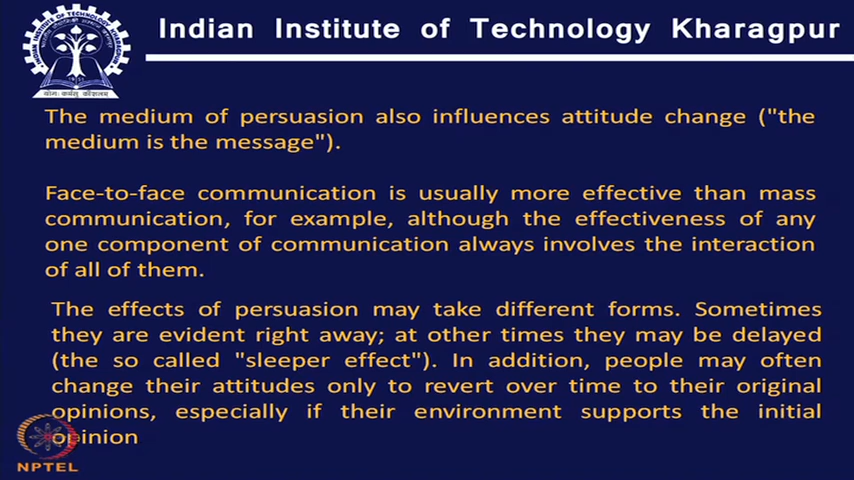 Indian Institute of Technology Kharagpur
The medium of persuasion also influences attitude change ("the
medium is the message").
Face-to-face communication is usually more effective than mass
communication, for example, although the effectiveness of any
one component of communication always involves the interaction
of all of them.
The effects of persuasion may take different forms. Sometimes
they are evident right away; at other times they may be delayed
(the so called "sleeper effect"). In addition, people may often
change their attitudes only to revert over time to their original
opinions, especially if their environment supports the initial
opinion
NPTEL